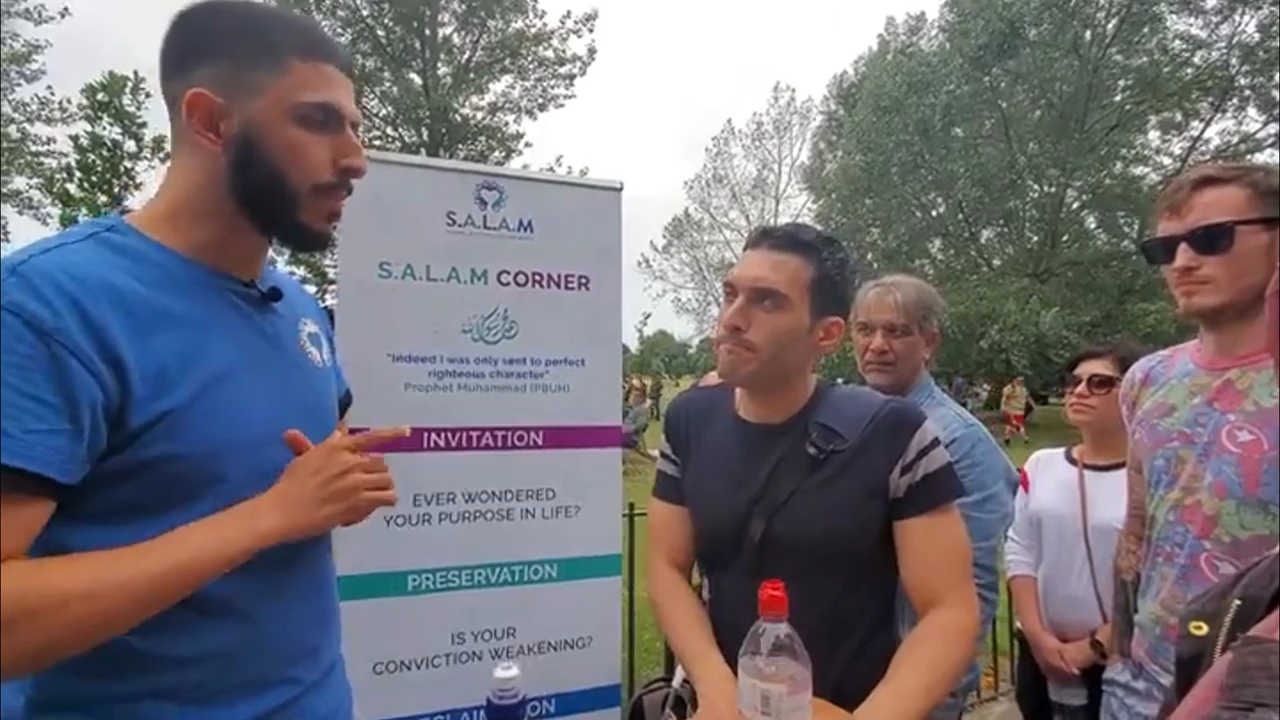 S.A.L.A.M
S.A.L.A.M CORNER
"Indeed I was only sent to perfect
righteous character"
Prophet Muhammad (PBUH)
INVITATION
EVER WONDERED
YOUR PURPOSE IN LIFE?
PRESERVATION
IS YOUR
CONVICTION WEAKENING?